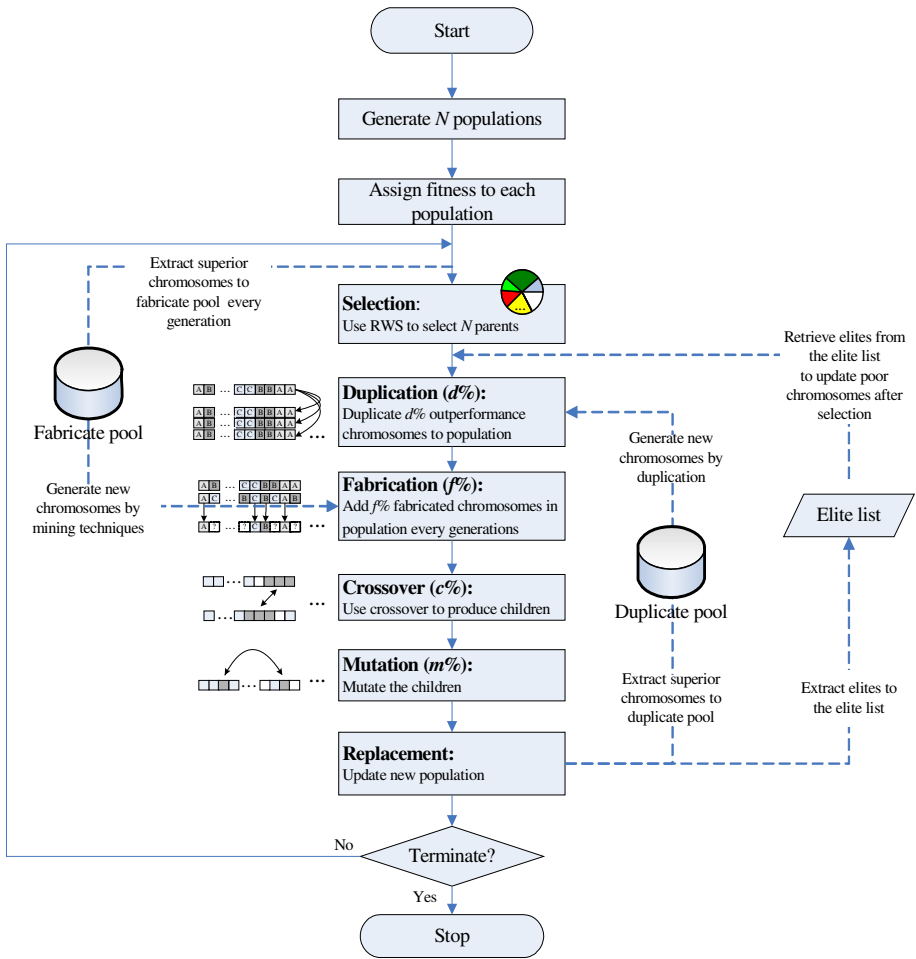 Start
Generate N populations
Assign fitness to each
population
Extract superior
chromosomes to
fabricate pool every
generation
Selection:
Use RWS to select N parents
...
Retrieve elites from
the elite list
to update poor
chromosomes after
selection
Fabricate pool
A B ... C C B B A A
A B ... C C B B A A
A B ... C C B B A A
A B ... C C B B A A
...
Duplication (d%):
Duplicate d% outperformance
chromosomes to population
Generate new
chromosomes by
duplication
Generate new
chromosomes by
mining techniques
A B ... C C B B A A
A C ... B B C B C A B
A ? ... ? C B ? A ?
...
Fabrication (f%):
Add f% fabricated chromosomes in
population every generations
Elite list
Duplicate pool
...
...
...
Crossover (c%):
Use crossover to produce children
...
...
Mutation (m%):
Mutate the children
Extract superior
chromosomes to
duplicate pool
Extract elites to
the elite list
Replacement:
Update new population
No
Terminate?
Yes
Stop